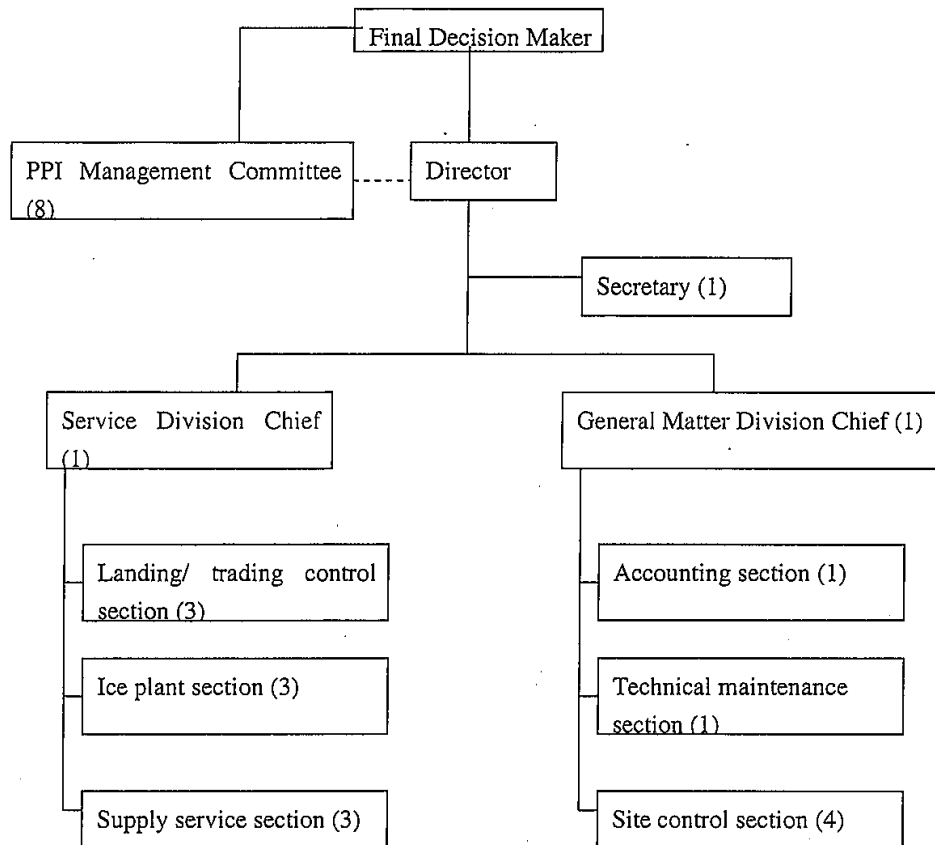 Final Decision Maker
PPI Management Committee
(8)
Director
Secretary (1)
Service Division Chief
(1)
General Matter Division Chief (1)
Landing/ trading control
section (3)
Accounting section (1)
Ice plant section (3)
Technical maintenance
section (1)
Supply service section (3)
Site control section (4)